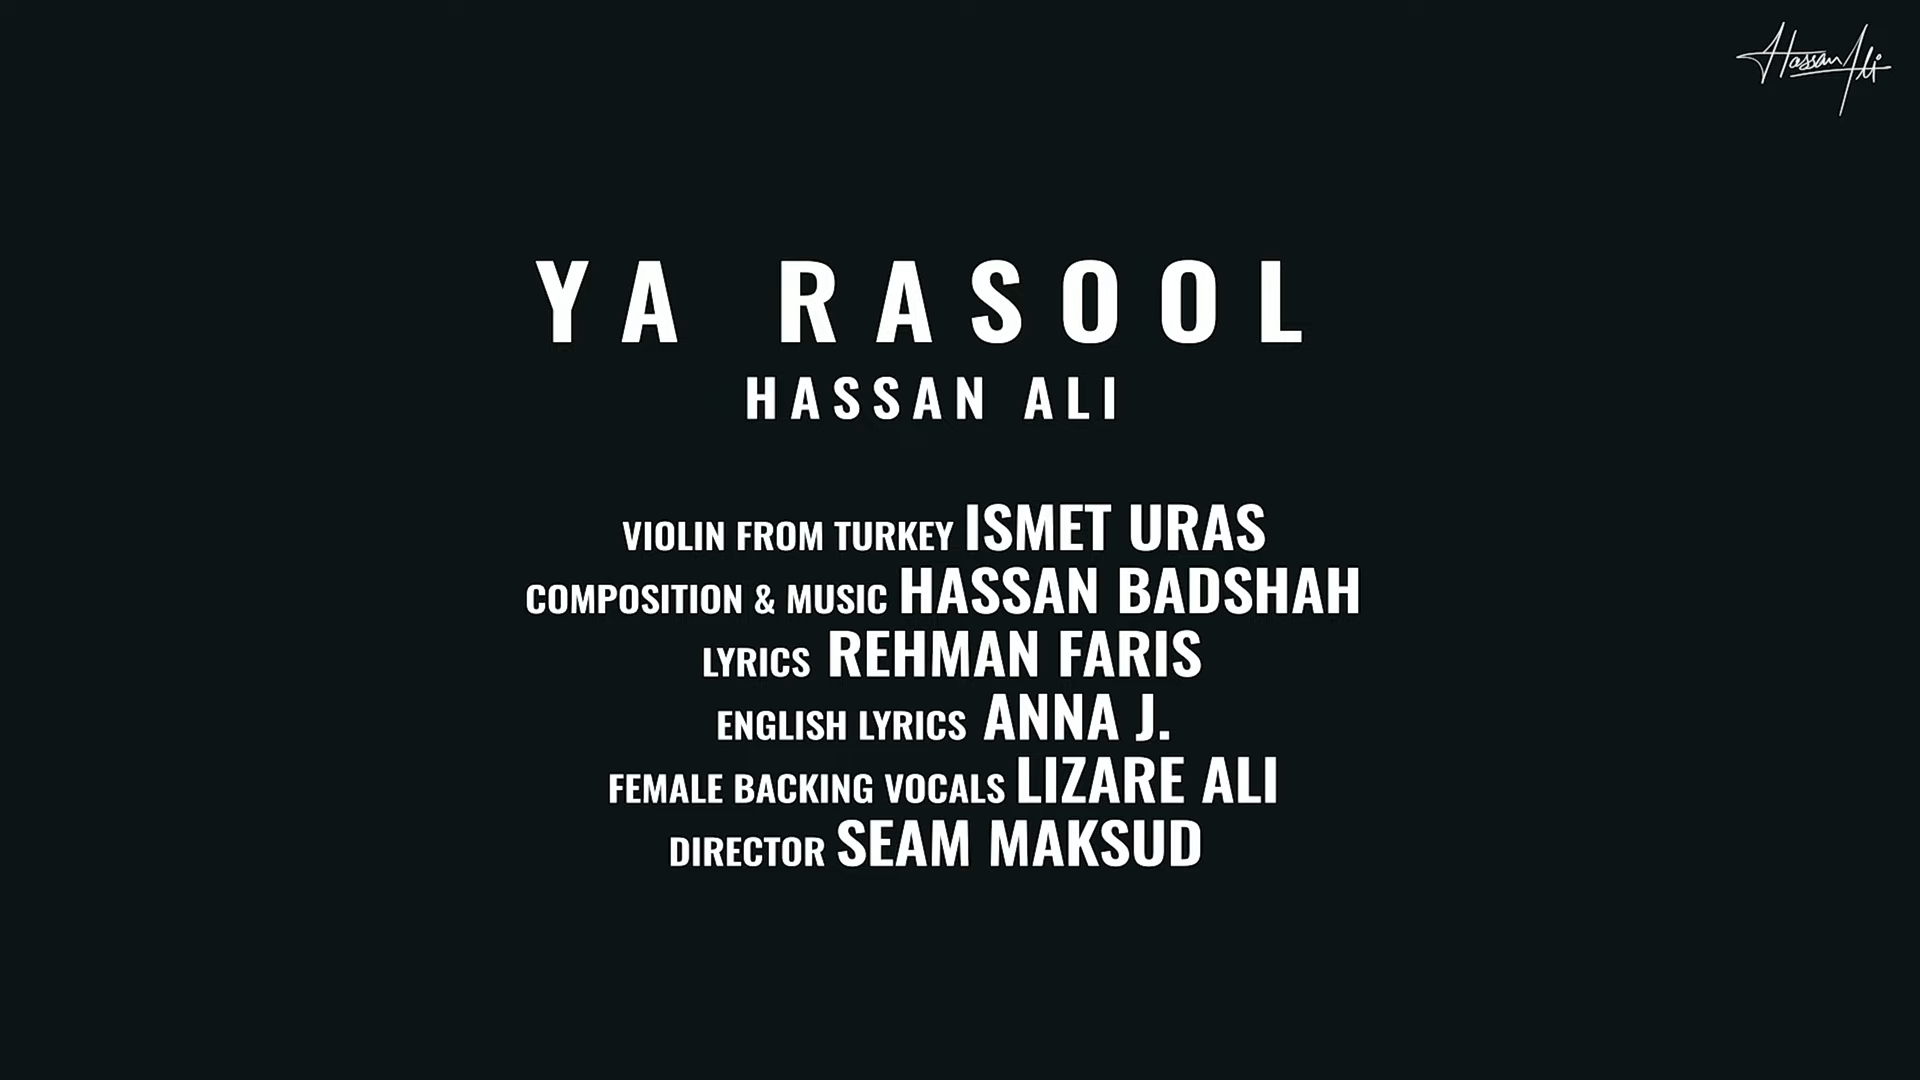 Hassan Ali
YA RASOOL
HASSAN ALI
VIOLIN FROM TURKEY ISMET URAS
COMPOSITION & MUSIC HASSAN BADSHAH
LYRICS REHMAN FARIS
ENGLISH LYRICS ANNA J.
FEMALE BACKING VOCALS LIZARE ALI
DIRECTOR SEAM MAKSUD